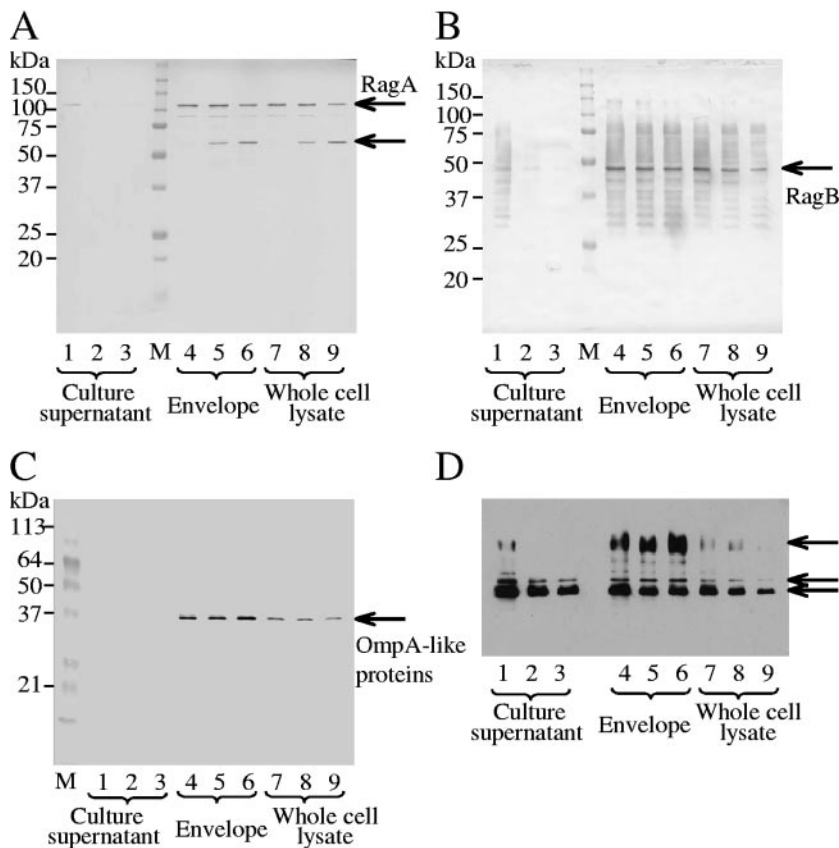 A
kDa
150
100
75
50
37
25
20
RagA
1 2 3 M 4 5 6 7 8 9
Culture
supernatant
Envelope
Whole cell
lysate
B
kDa
150
100
75
50
37
25
20
RagB
1 2 3 M 4 5 6 7 8 9
Culture
supernatant
Envelope
Whole cell
lysate
C
kDa
113
64
50
37
21
OmpA-like
proteins
M 1 2 3 4 5 6 7 8 9
Culture
supernatant
Envelope
Whole cell
lysate
D
1 2 3 4 5 6 7 8 9
Culture
supernatant
Envelope
Whole cell
lysate